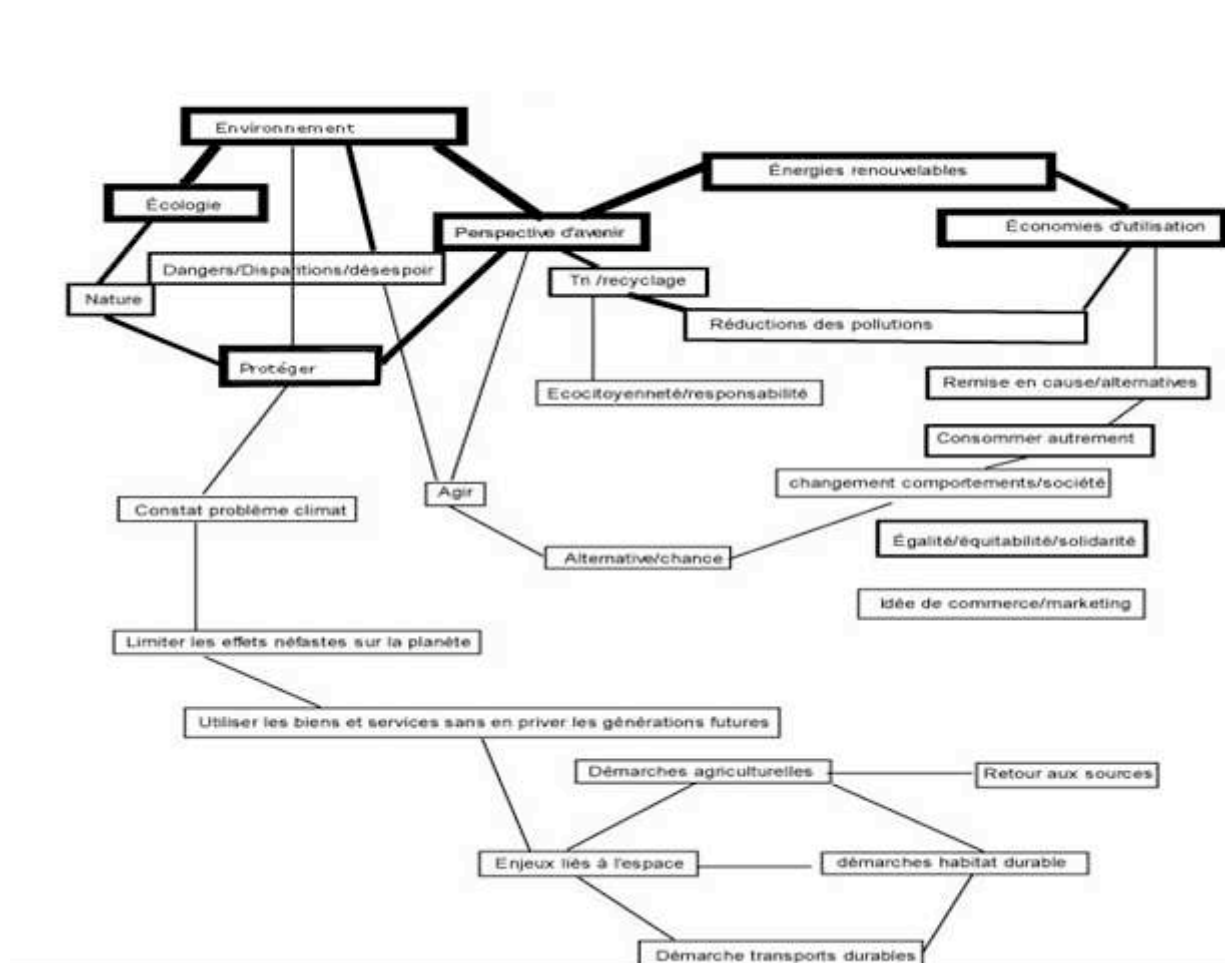 Environnement
Énergies renouvelables
Écologie
Économies d'utilisation
Perspective d'avenir
Dangers/Disparitions/désespoir
Tri /recyclage
Nature
Réductions des pollutions
Protéger
Remise en cause/alternatives
Ecocitoyenneté/responsabilité
Consommer autrement
changement comportements/société
Agir
Constat problème climat
Égalité/équitabilité/solidarité
Alternative/chance
Idée de commerce/marketing
Limiter les effets néfastes sur la planète
Utiliser les biens et services sans en priver les générations futures
Démarches agriculturelles
Retour aux sources
Enjeux liés à l'espace
démarches habitat durable
Démarche transports durables